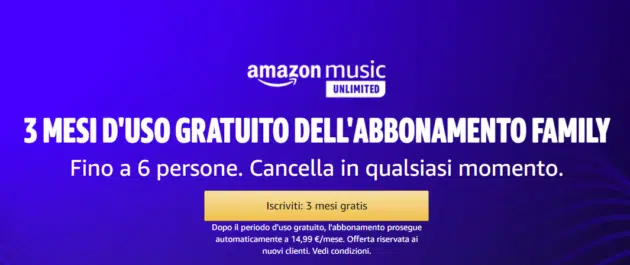 amazon music
UNLIMITED
3 MESI D'USO GRATUITO DELL'ABBONAMENTO FAMILY
Fino a 6 persone. Cancella in qualsiasi momento.
Iscriviti: 3 mesi gratis
Dopo il periodo d'uso gratuito, l'abbonamento prosegue
automaticamente a 14,99 €/mese. Offerta riservata ai
nuovi clienti. Vedi condizioni.